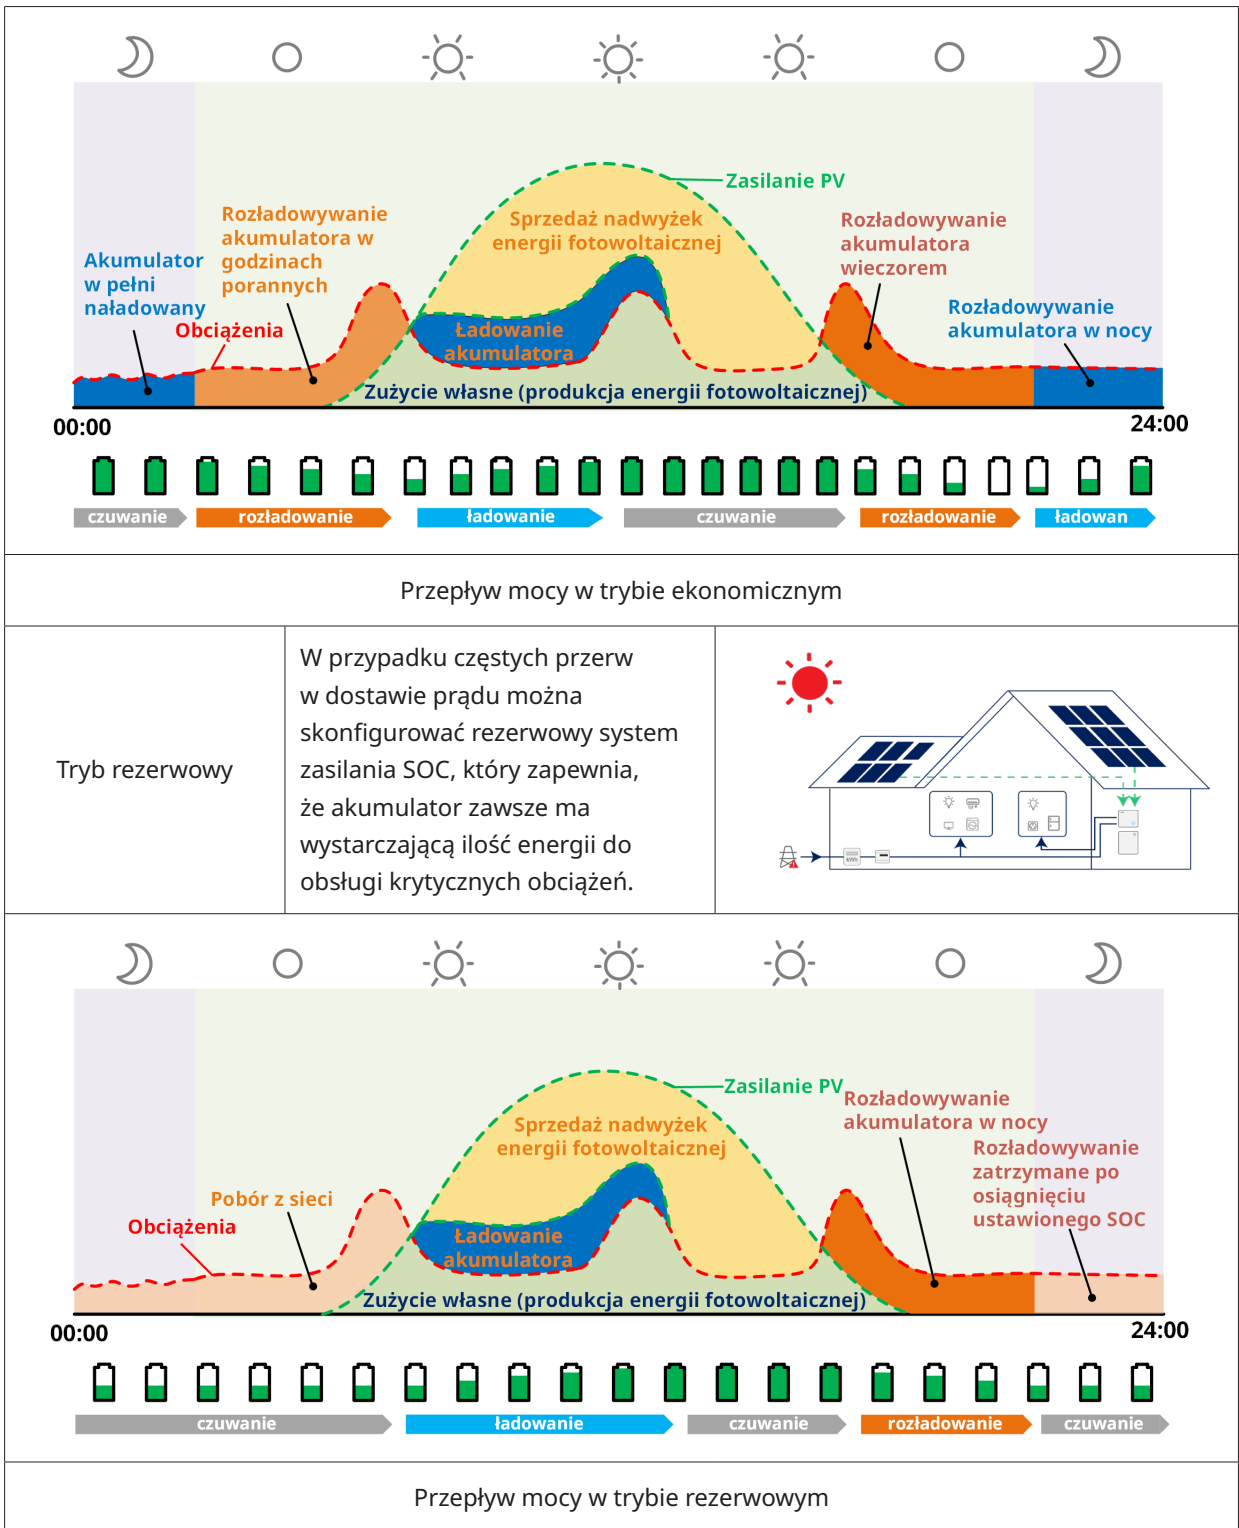 Zasilanie PV
Rozładowywanie
akumulatora w
godzinach
porannych
Sprzedaż nadwyżek
energii fotowoltaicznej
Rozładowywanie
akumulatora
wieczorem
Akumulator
w pełni
naładowany
Obciążenia
Rozładowywanie
akumulatora w nocy
Ładowanie
akumulatora
Zużycie własne (produkcja energii fotowoltaicznej)
00:00
24:00
czuwanie
rozładowanie
ładowanie
czuwanie
rozładowanie
ładowan
Przepływ mocy w trybie ekonomicznym
Tryb rezerwowy
W przypadku częstych przerw
w dostawie prądu można
skonfigurować rezerwowy system
zasilania SOC, który zapewnia,
że akumulator zawsze ma
wystarczającą ilość energii do
obsługi krytycznych obciążeń.
kWh
Zasilanie PV
Rozładowywanie
akumulatora w nocy
Sprzedaż nadwyżek
energii fotowoltaicznej
Rozładowywanie
zatrzymane po
osiągnięciu
ustawionego SOC
Pobór z sieci
Obciążenia
Ładowanie
akumulatora
Zużycie własne (produkcja energii fotowoltaicznej)
00:00
24:00
czuwanie
ładowanie
czuwanie
rozładowanie
czuwanie
Przepływ mocy w trybie rezerwowym